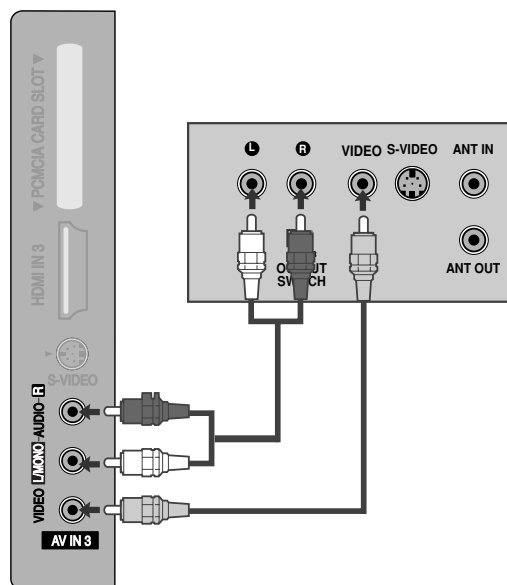 ▼ PCMCIA CARD SLOT ▼
HDMI IN 3
S-VIDEO
VIDEO L/MONO-AUDIO-R
AV IN 3
L R VIDEO S-VIDEO ANT IN
ANT OUT
SWITCH